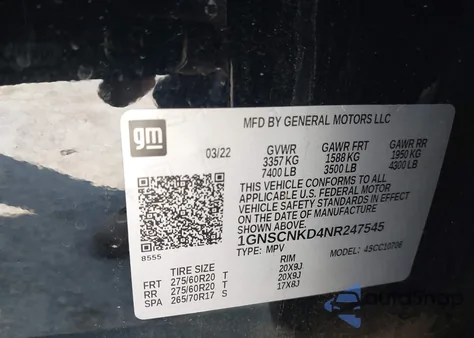 gm
MFD BY GENERAL MOTORS LLC
03/22 GVWR GAWR FRT GAWR RR
3357 KG 1588 KG 1950 KG
7400 LB 3500 LB 4300 LB
THIS VEHICLE CONFORMS TO ALL
APPLICABLE U.S. FEDERAL MOTOR
VEHICLE SAFETY STANDARDS IN EFFECT ON
THE DATE OF MANUFACTURE
SHOWN ABOVE.
1GNSCNKD4NR247545
TYPE: MPV MODEL:
8555
TIRE SIZE RIM
FRT 275/60R20 T 20X9J
RR 275/60R20 T 20X9J
SPA 265/70R17 S 17X8J
autosnap